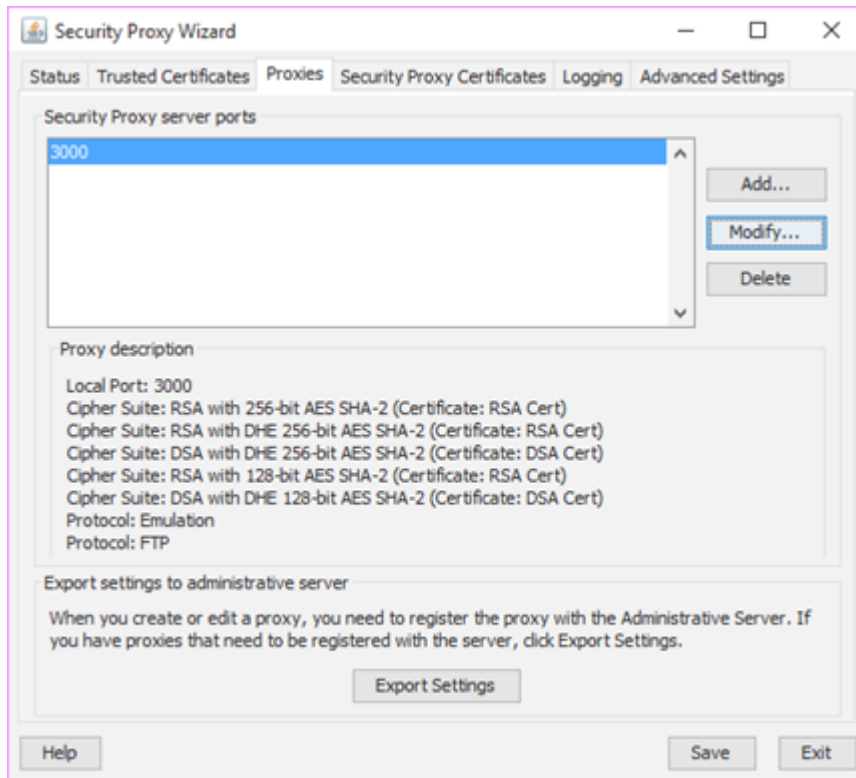 Security Proxy Wizard
Status Trusted Certificates Proxies Security Proxy Certificates Logging Advanced Settings
Security Proxy server ports
3000
Add...
Modify...
Delete
Proxy description
Local Port: 3000
Cipher Suite: RSA with 256-bit AES SHA-2 (Certificate: RSA Cert)
Cipher Suite: RSA with DHE 256-bit AES SHA-2 (Certificate: RSA Cert)
Cipher Suite: DSA with DHE 256-bit AES SHA-2 (Certificate: DSA Cert)
Cipher Suite: RSA with 128-bit AES SHA-2 (Certificate: RSA Cert)
Cipher Suite: DSA with DHE 128-bit AES SHA-2 (Certificate: DSA Cert)
Protocol: Emulation
Protocol: FTP
Export settings to administrative server
When you create or edit a proxy, you need to register the proxy with the Administrative Server. If
you have proxies that need to be registered with the server, click Export Settings.
Export Settings
Help Save Exit